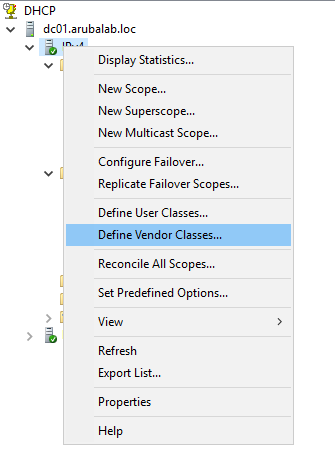 DHCP
dc01.arubalab.loc
IPv4
Display Statistics...
New Scope...
New Superscope...
New Multicast Scope...
Configure Failover...
Replicate Failover Scopes...
Define User Classes...
Define Vendor Classes...
Reconcile All Scopes...
Set Predefined Options...
View
Refresh
Export List...
Properties
Help